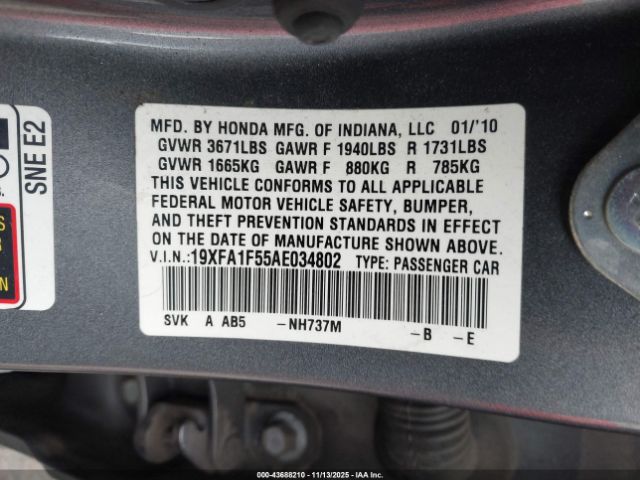 MFD. BY HONDA MFG. OF INDIANA, LLC 01/'10
GVWR 3671LBS GAWR F 1940LBS R 1731LBS
GVWR 1665KG GAWR F 880KG R 785KG
THIS VEHICLE CONFORMS TO ALL APPLICABLE
FEDERAL MOTOR VEHICLE SAFETY, BUMPER,
AND THEFT PREVENTION STANDARDS IN EFFECT
ON THE DATE OF MANUFACTURE SHOWN ABOVE.
V.I.N.:19XFA1F55AE034802 TYPE: PASSENGER CAR
SVK A AB5 -NH737M -B -E
SNE E2
000-43688210 - 11/13/2025 - IAA Inc.